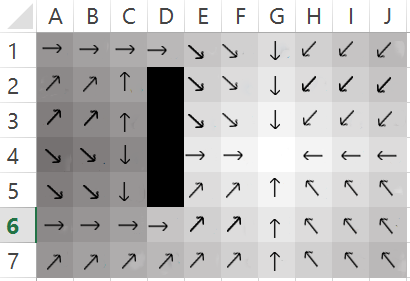 A B C D E F G H I J
1 → → → → ↘ ↘ ↓ ↙ ↙ ↙
2 ↗ ↗ ↑ ↘ ↘ ↓ ↙ ↙ ↙
3 ↗ ↗ ↑ ↘ ↘ ↓ ↙ ↙ ↙
4 ↘ ↘ ↓ → → ← ← ←
5 ↘ ↘ ↓ ↗ ↗ ↑ ↖ ↖ ↖
6 → → → → ↗ ↗ ↑ ↖ ↖ ↖
7 ↗ ↗ ↗ ↗ ↗ ↗ ↑ ↖ ↖ ↖